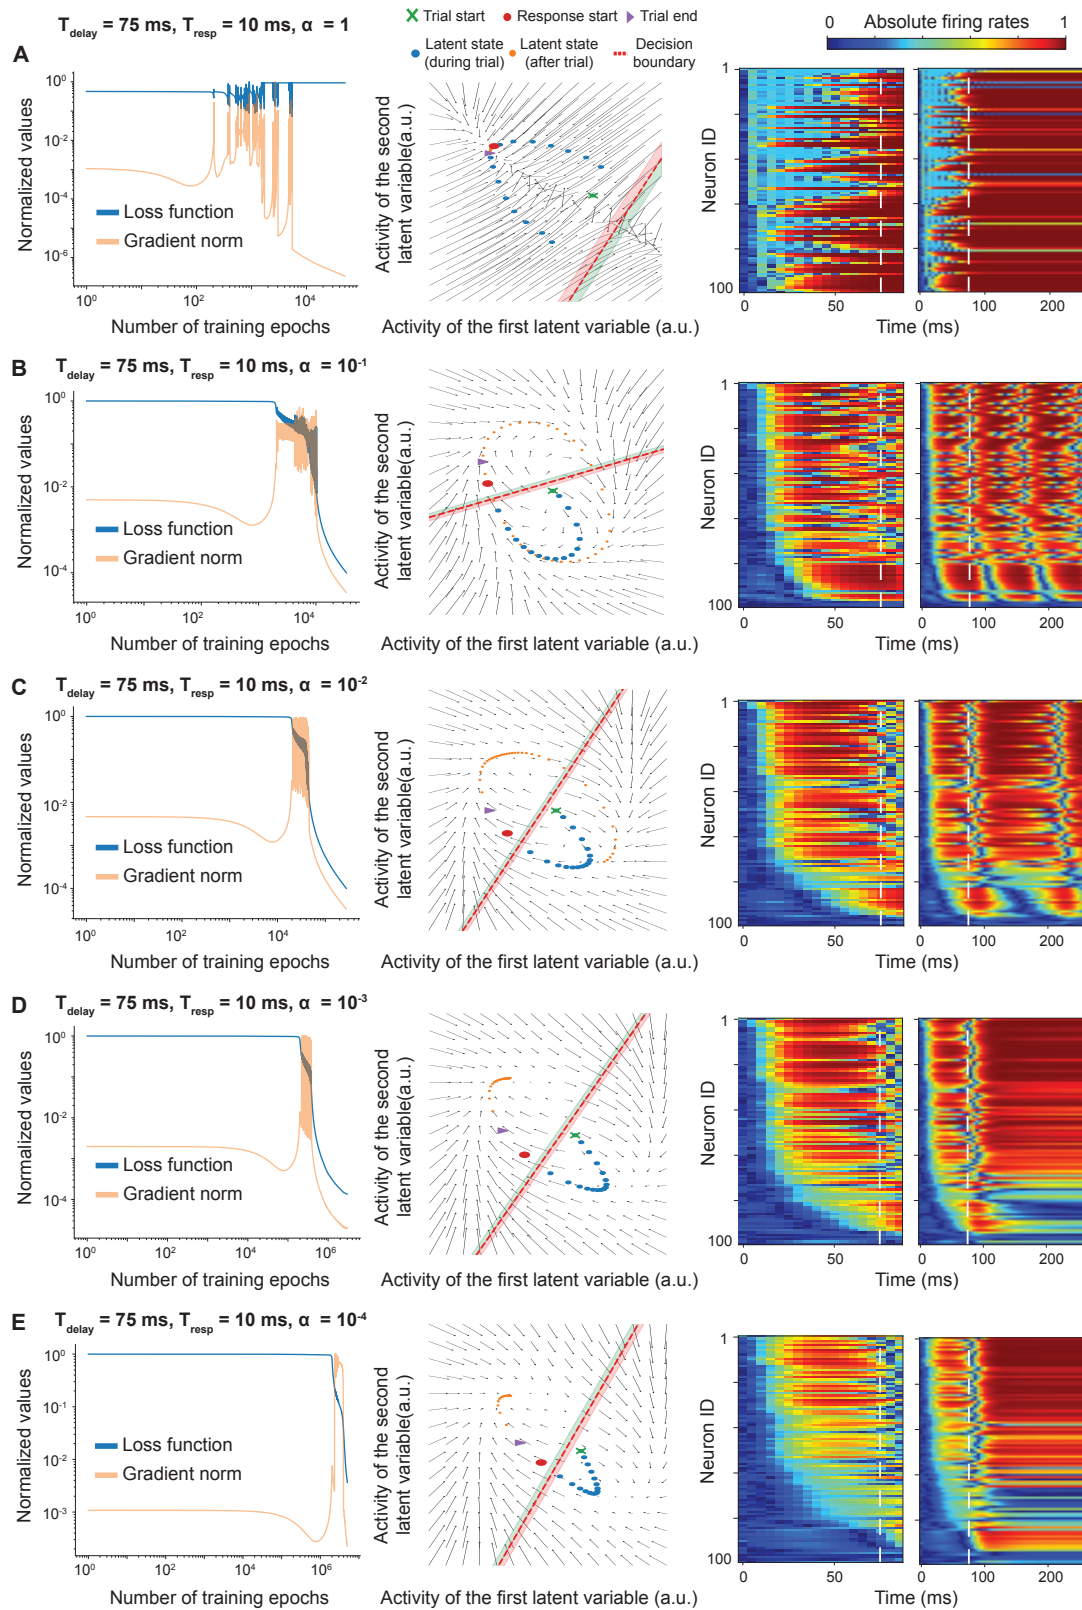 T_delay = 75 ms, T_resp = 10 ms, α = 1
Trial start
Response start
Trial end
Latent state
(during trial)
Latent state
(after trial)
Decision
boundary
0 Absolute firing rates 1
A
Normalized values
10^0
10^-2
10^-4
10^-6
Loss function
Gradient norm
10^0 10^2 10^4
Number of training epochs
Activity of the second
latent variable(a.u.)
Activity of the first latent variable (a.u.)
Neuron ID
1
100
50
0 100 200
Time (ms)
B
T_delay = 75 ms, T_resp = 10 ms, α = 10^-1
Normalized values
10^0
10^-2
10^-4
Loss function
Gradient norm
10^0 10^2 10^4
Number of training epochs
Activity of the second
latent variable(a.u.)
Activity of the first latent variable (a.u.)
Neuron ID
1
100
50
0 100 200
Time (ms)
C
T_delay = 75 ms, T_resp = 10 ms, α = 10^-2
Normalized values
10^0
10^-2
10^-4
Loss function
Gradient norm
10^0 10^2 10^4
Number of training epochs
Activity of the second
latent variable(a.u.)
Activity of the first latent variable (a.u.)
Neuron ID
1
100
50
0 100 200
Time (ms)
D
T_delay = 75 ms, T_resp = 10 ms, α = 10^-3
Normalized values
10^0
10^-2
10^-4
Loss function
Gradient norm
10^0 10^2 10^4 10^6
Number of training epochs
Activity of the second
latent variable(a.u.)
Activity of the first latent variable (a.u.)
Neuron ID
1
100
50
0 100 200
Time (ms)
E
T_delay = 75 ms, T_resp = 10 ms, α = 10^-4
Normalized values
10^0
10^-1
10^-2
10^-3
Loss function
Gradient norm
10^0 10^2 10^4 10^6
Number of training epochs
Activity of the second
latent variable(a.u.)
Activity of the first latent variable (a.u.)
Neuron ID
1
100
50
0 100 200
Time (ms)